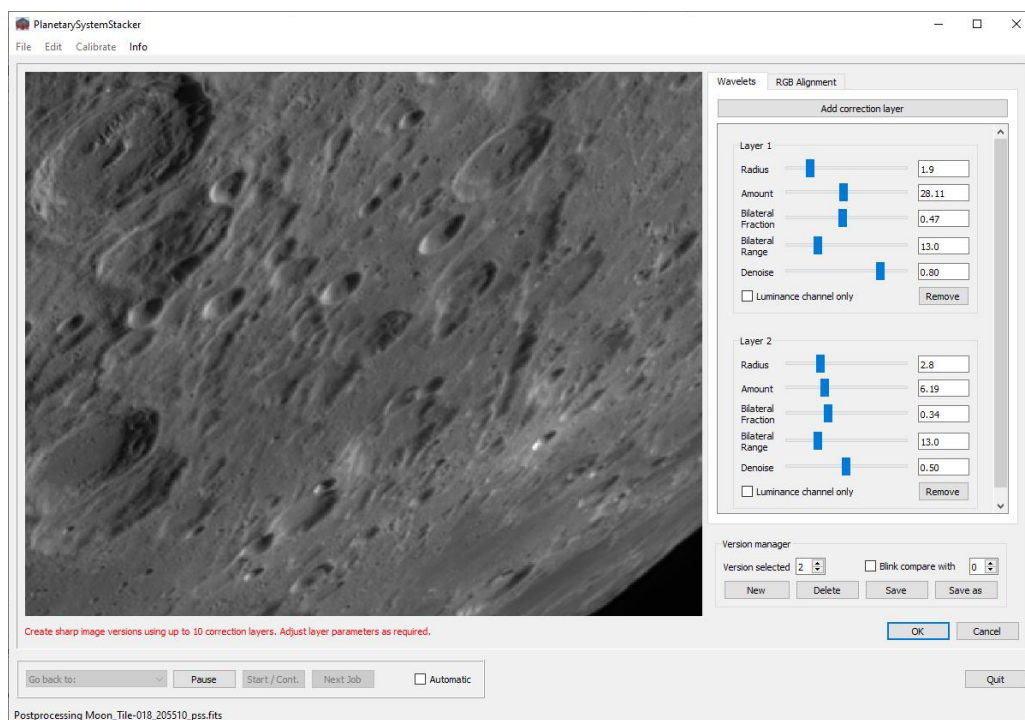 PlanetarySystemStacker
File Edit Calibrate Info
Wavelets RGB Alignment
Add correction layer
Layer 1
Radius 1.9
Amount 28.11
Bilateral
Fraction 0.47
Bilateral
Range 13.0
Denoise 0.80
Luminance channel only Remove
Layer 2
Radius 2.8
Amount 6.19
Bilateral
Fraction 0.34
Bilateral
Range 13.0
Denoise 0.50
Luminance channel only Remove
Version manager
Version selected 2 Blink compare with 0
New Delete Save Save as
Create sharp image versions using up to 10 correction layers. Adjust layer parameters as required.
OK Cancel
Go back to: Pause Start / Cont. Next Job Automatic Quit
Postprocessing Moon_Tile-018_205510_pss.fits